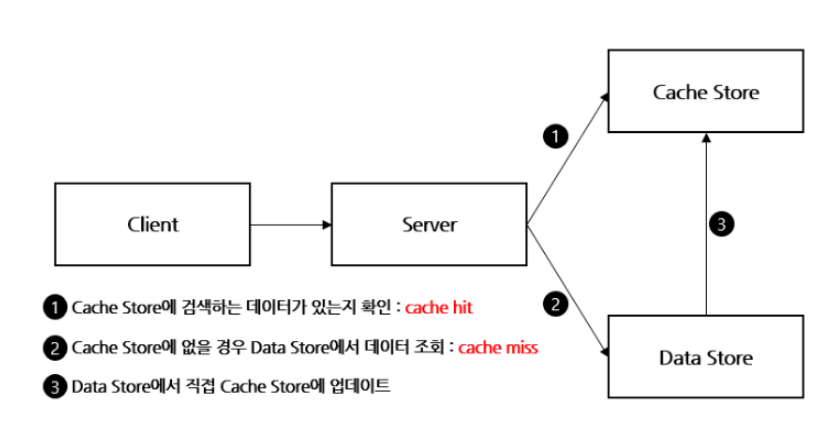 Cache Store
1
Client
Server
3
1 Cache Store에 검색하는 데이터가 있는지 확인 : cache hit
2
2 Cache Store에 없을 경우 Data Store에서 데이터 조회 : cache miss
Data Store
3 Data Store에서 직접 Cache Store에 업데이트